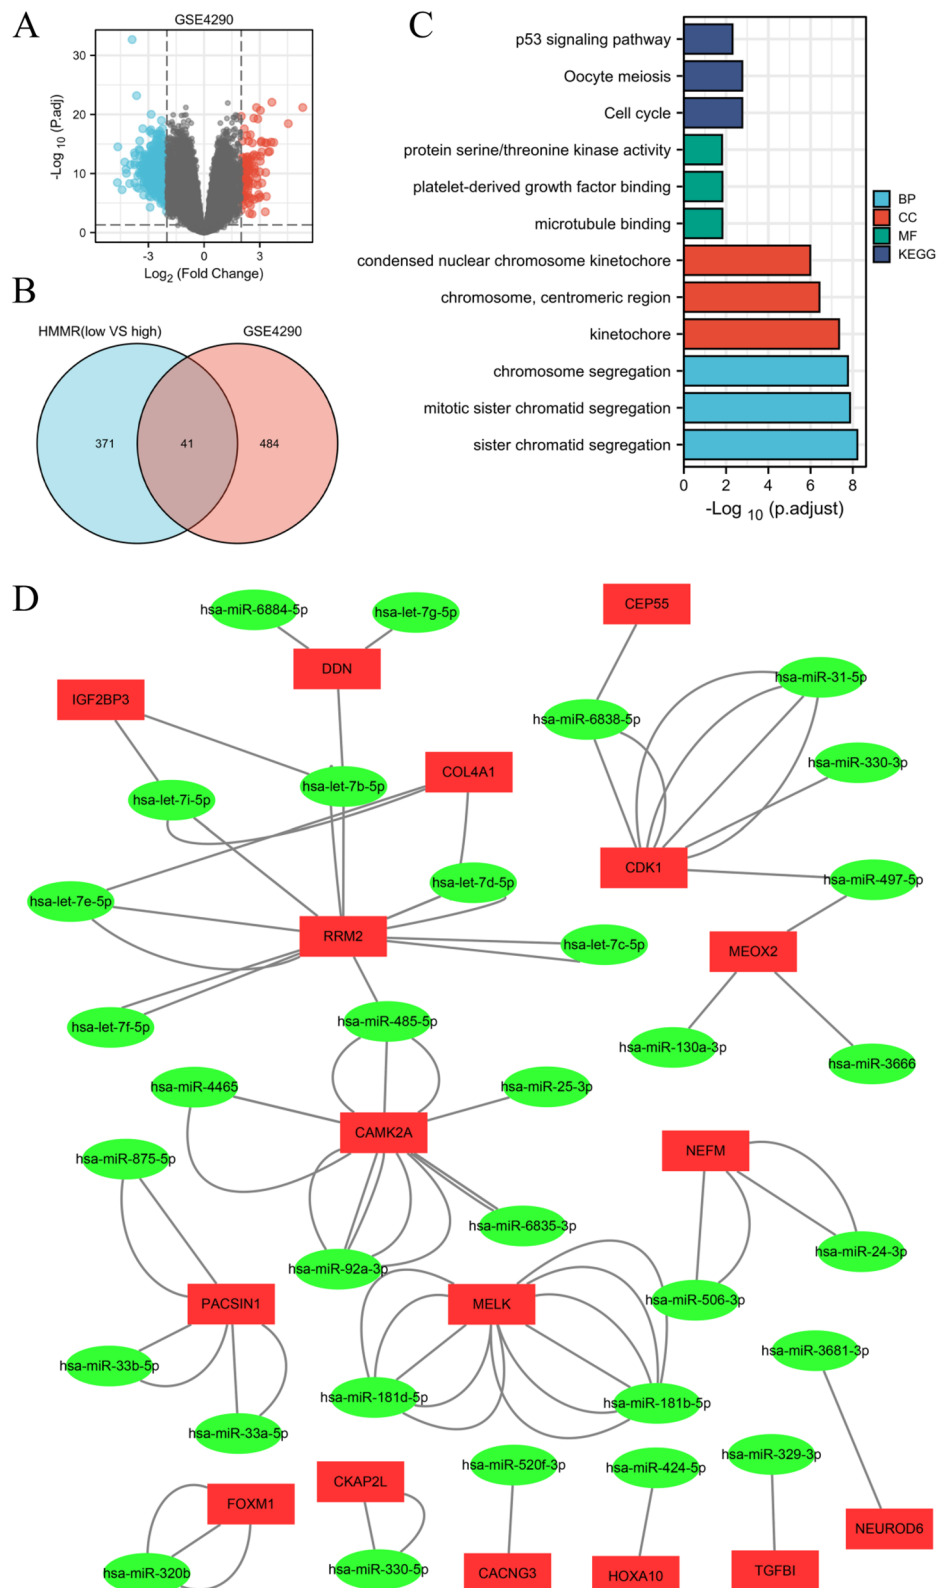 A
GSE4290
30
20
10
0
-Log 10 (P.adj)
-3
0
3
Log2 (Fold Change)
B
HMMR(low VS high)
GSE4290
371
41
484
C
p53 signaling pathway
Oocyte meiosis
Cell cycle
protein serine/threonine kinase activity
platelet-derived growth factor binding
microtubule binding
condensed nuclear chromosome kinetochore
chromosome, centromeric region
kinetochore
chromosome segregation
mitotic sister chromatid segregation
sister chromatid segregation
0 2 4 6 8
-Log 10 (p.adjust)
BP
CC
MF
KEGG
D
hsa-miR-6884-5p
hsa-let-7g-5p
CEP55
DDN
IGF2BP3
hsa-miR-31-5p
hsa-miR-6838-5p
hsa-miR-330-3p
COL4A1
hsa-let-7b-5p
hsa-let-7i-5p
CDK1
hsa-let-7d-5p
hsa-miR-497-5p
hsa-let-7e-5p
RRM2
hsa-let-7c-5p
MEOX2
hsa-let-7f-5p
hsa-miR-485-5p
hsa-miR-130a-3p
hsa-miR-3666
hsa-miR-4465
hsa-miR-25-3p
CAMK2A
NEFM
hsa-miR-875-5p
hsa-miR-6835-3p
hsa-miR-24-3p
hsa-miR-92a-3p
PACSIN1
MELK
hsa-miR-506-3p
hsa-miR-33b-5p
hsa-miR-3681-3p
hsa-miR-181d-5p
hsa-miR-181b-5p
hsa-miR-33a-5p
hsa-miR-520f-3p
hsa-miR-424-5p
hsa-miR-329-3p
CKAP2L
FOXM1
NEUROD6
hsa-miR-320b
hsa-miR-330-5p
CACNG3
HOXA10
TGFBI